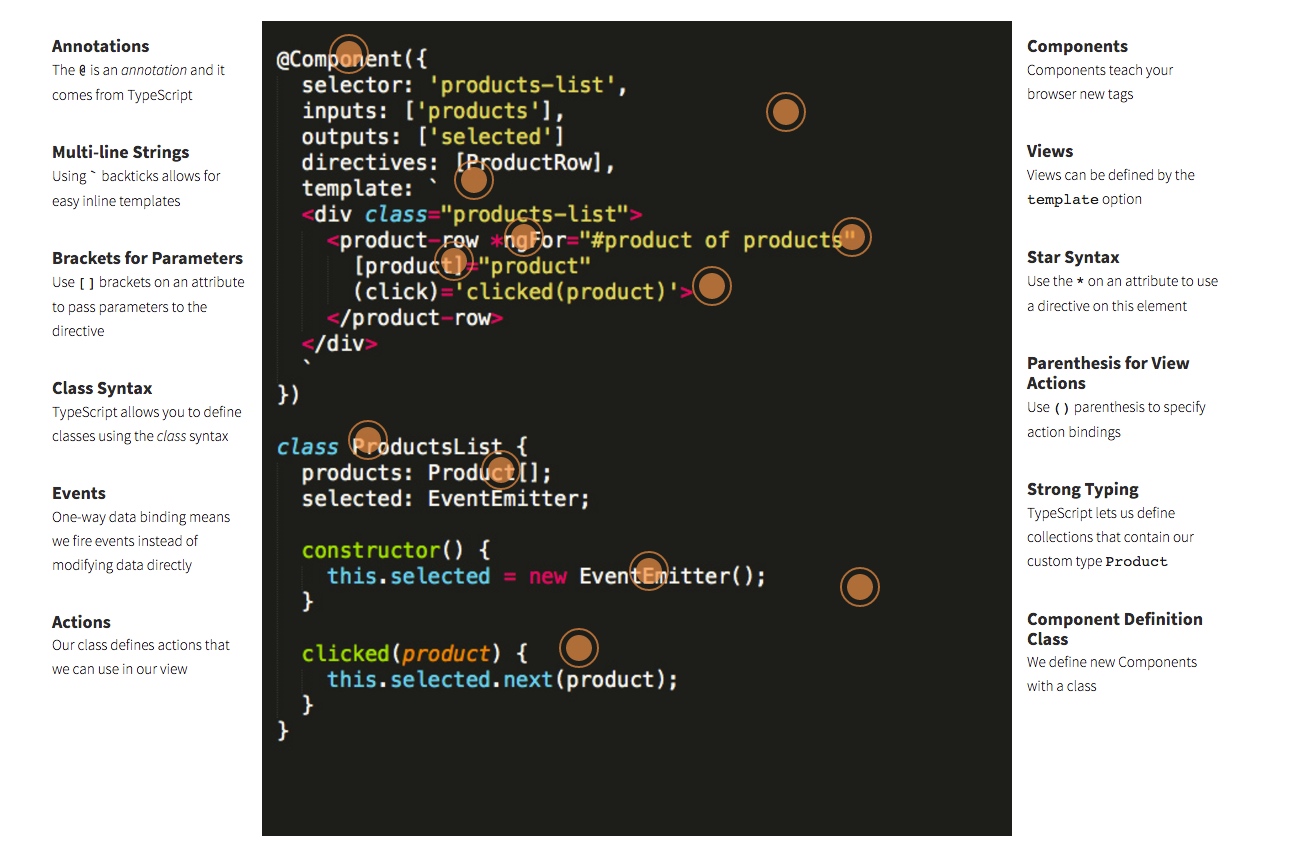 Annotations
The @ is an annotation and it
comes from TypeScript
Multi-line Strings
Using ` backticks allows for
easy inline templates
Brackets for Parameters
Use [ ] brackets on an attribute
to pass parameters to the
directive
Class Syntax
TypeScript allows you to define
classes using the class syntax
Events
One-way data binding means
we fire events instead of
modifying data directly
Actions
Our class defines actions that
we can use in our view
@Component({
  selector: 'products-list',
  inputs: ['products'],
  outputs: ['selected']
  directives: [ProductRow],
  template: `
  <div class="products-list">
    <product-row *ngFor="#product of products"
      [product]="product"
      (click)='clicked(product)'>
    </product-row>
  </div>
  `
})
class ProductsList {
  products: Product[];
  selected: EventEmitter;
  constructor() {
    this.selected = new EventEmitter();
  }
  clicked(product) {
    this.selected.next(product);
  }
}
Components
Components teach your
browser new tags
Views
Views can be defined by the
template option
Star Syntax
Use the * on an attribute to use
a directive on this element
Parenthesis for View
Actions
Use () parenthesis to specify
action bindings
Strong Typing
TypeScript lets us define
collections that contain our
custom type Product
Component Definition
Class
We define new Components
with a class